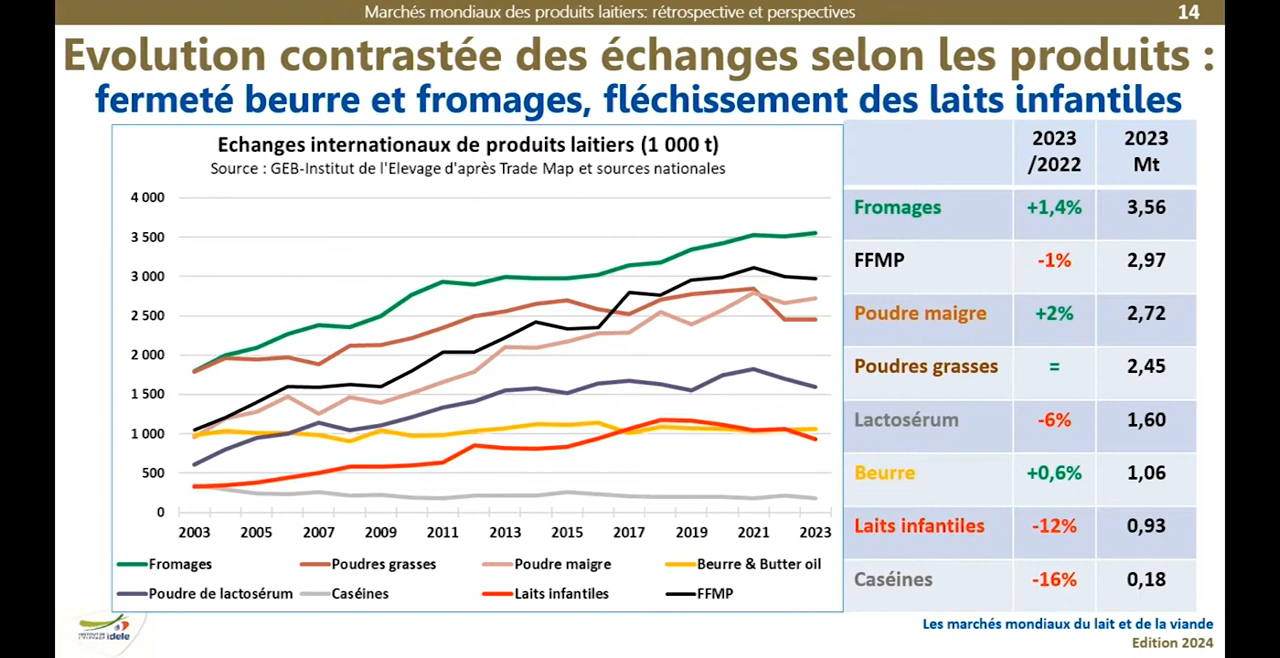 Marchés mondiaux des produits laitiers: rétrospective et perspectives
14
Evolution contrastée des échanges selon les produits :
fermeté beurre et fromages, fléchissement des laits infantiles
Echanges internationaux de produits laitiers (1 000 t)
Source : GEB-Institut de l'Elevage d'après Trade Map et sources nationales
4 000
3 500
3 000
2 500
2 000
1 500
1 000
500
0
2003 2005 2007 2009 2011 2013 2015 2017 2019 2021 2023
Fromages Poudres grasses Poudre maigre Beurre & Butter oil
Poudre de lactosérum Caséines Laits infantiles FFMP
2023 2023
/2022 Mt
Fromages +1,4% 3,56
FFMP -1% 2,97
Poudre maigre +2% 2,72
Poudres grasses = 2,45
Lactosérum -6% 1,60
Beurre +0,6% 1,06
Laits infantiles -12% 0,93
Caséines -16% 0,18
INSTITUT DE
L'ÉLEVAGE idele
Les marchés mondiaux du lait et de la viande
Edition 2024